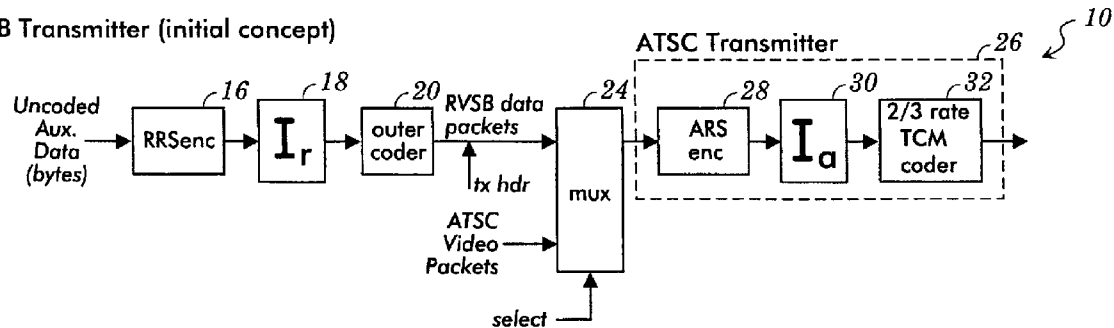 B Transmitter (initial concept)
10
ATSC Transmitter
26
Uncoded
Aux.
Data
(bytes)
16
RRSenc
18
Ir
20
outer
coder
RVSB data
packets
tx hdr
ATSC
Video
Packets
24
mux
select
28
ARS
enc
30
Ia
32
2/3 rate
TCM
coder